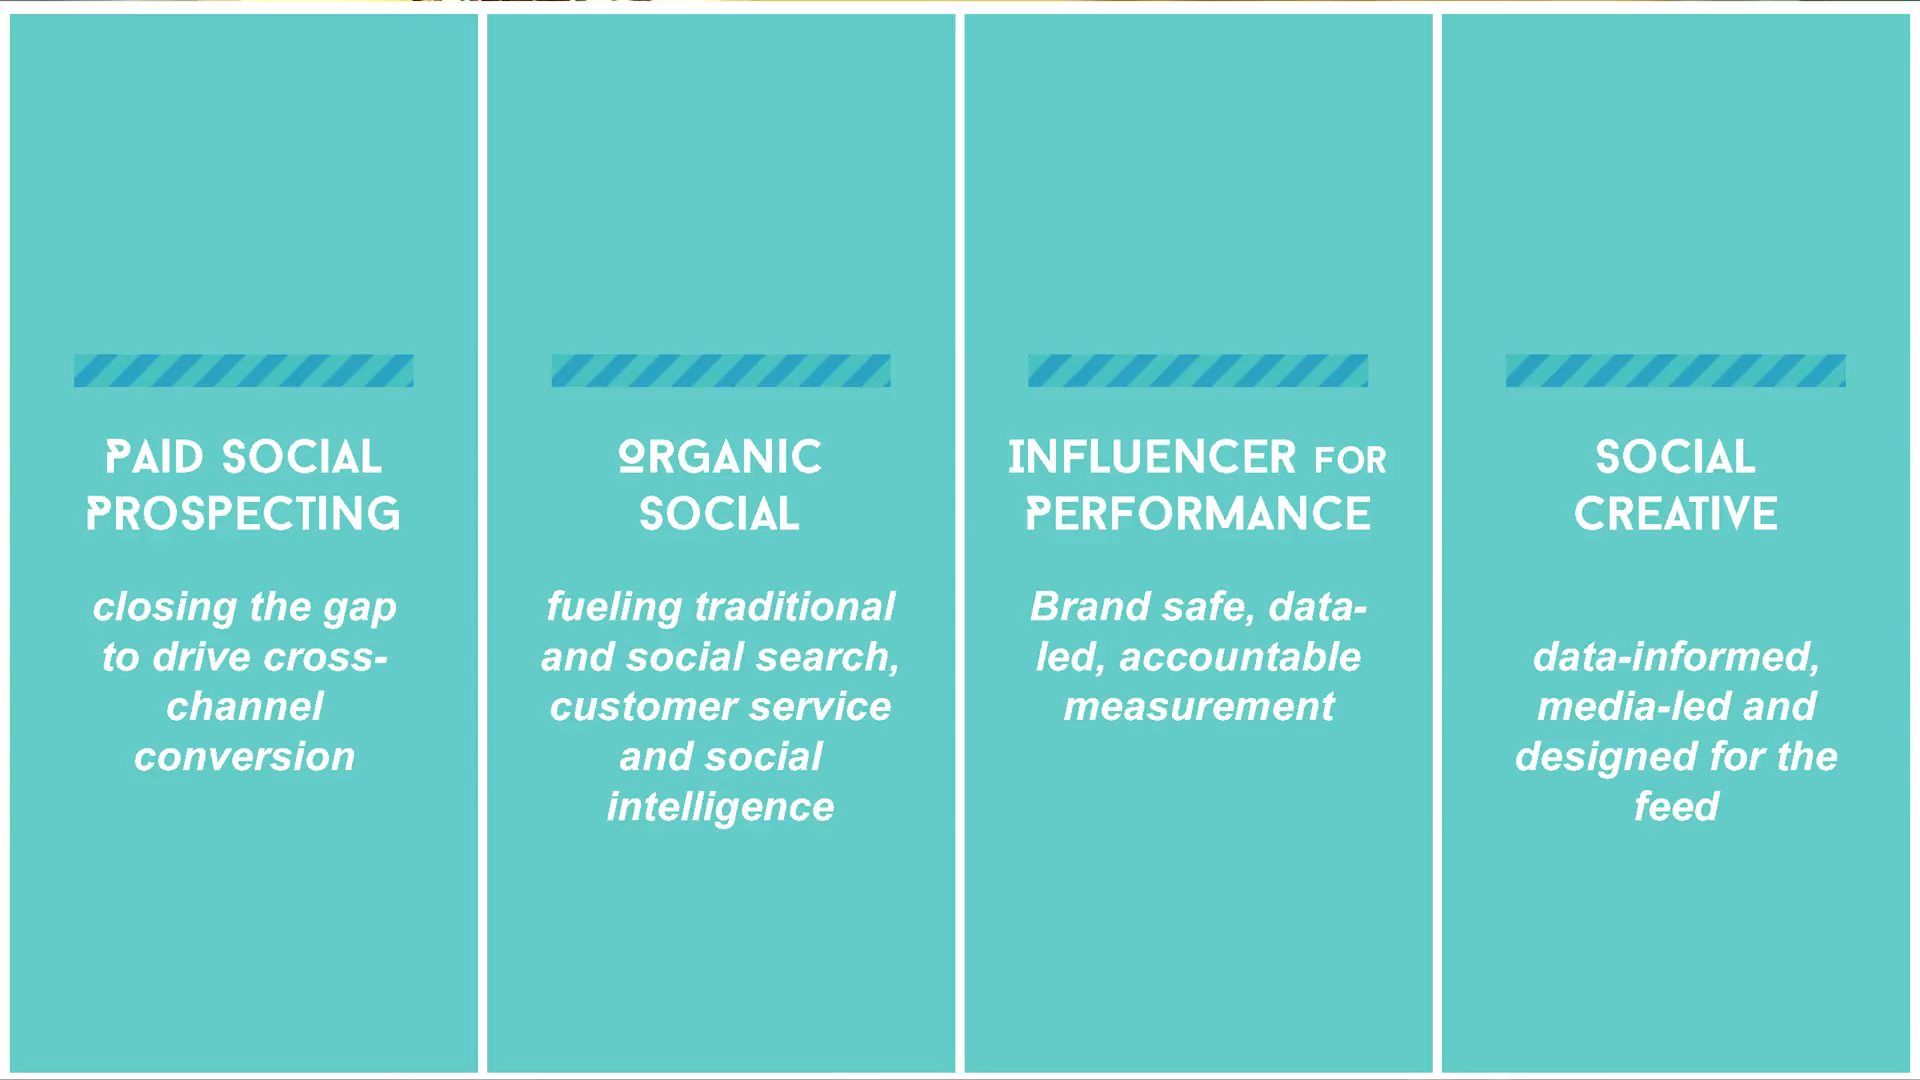 PAID SOCIAL
PROSPECTING
closing the gap
to drive cross-
channel
conversion
ORGANIC
SOCIAL
fueling traditional
and social search,
customer service
and social
intelligence
INFLUENCER FOR
PERFORMANCE
Brand safe, data-
led, accountable
measurement
SOCIAL
CREATIVE
data-informed,
media-led and
designed for the
feed